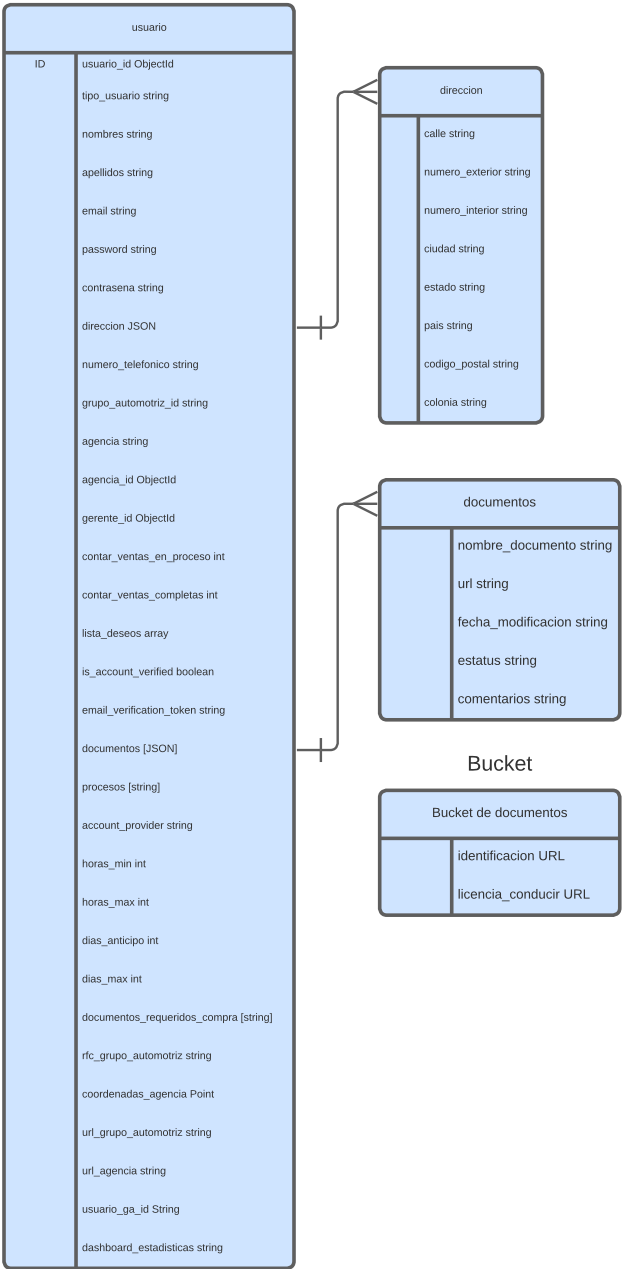 usuario
ID
usuario_id ObjectId
tipo_usuario string
nombres string
apellidos string
email string
password string
contrasena string
direccion JSON
numero_telefonico string
grupo_automotriz_id string
agencia string
agencia_id ObjectId
gerente_id ObjectId
contar_ventas_en_proceso int
contar_ventas_completas int
lista_deseos array
is_account_verified boolean
email_verification_token string
documentos [JSON]
procesos [string]
account_provider string
horas_min int
horas_max int
dias_anticipo int
dias_max int
documentos_requeridos_compra [string]
rfc_grupo_automotriz string
coordenadas_agencia Point
url_grupo_automotriz string
url_agencia string
usuario_ga_id String
dashboard_estadisticas string
direccion
calle string
numero_exterior string
numero_interior string
ciudad string
estado string
pais string
codigo_postal string
colonia string
documentos
nombre_documento string
url string
fecha_modificacion string
estatus string
comentarios string
Bucket
Bucket de documentos
identificacion URL
licencia_conducir URL